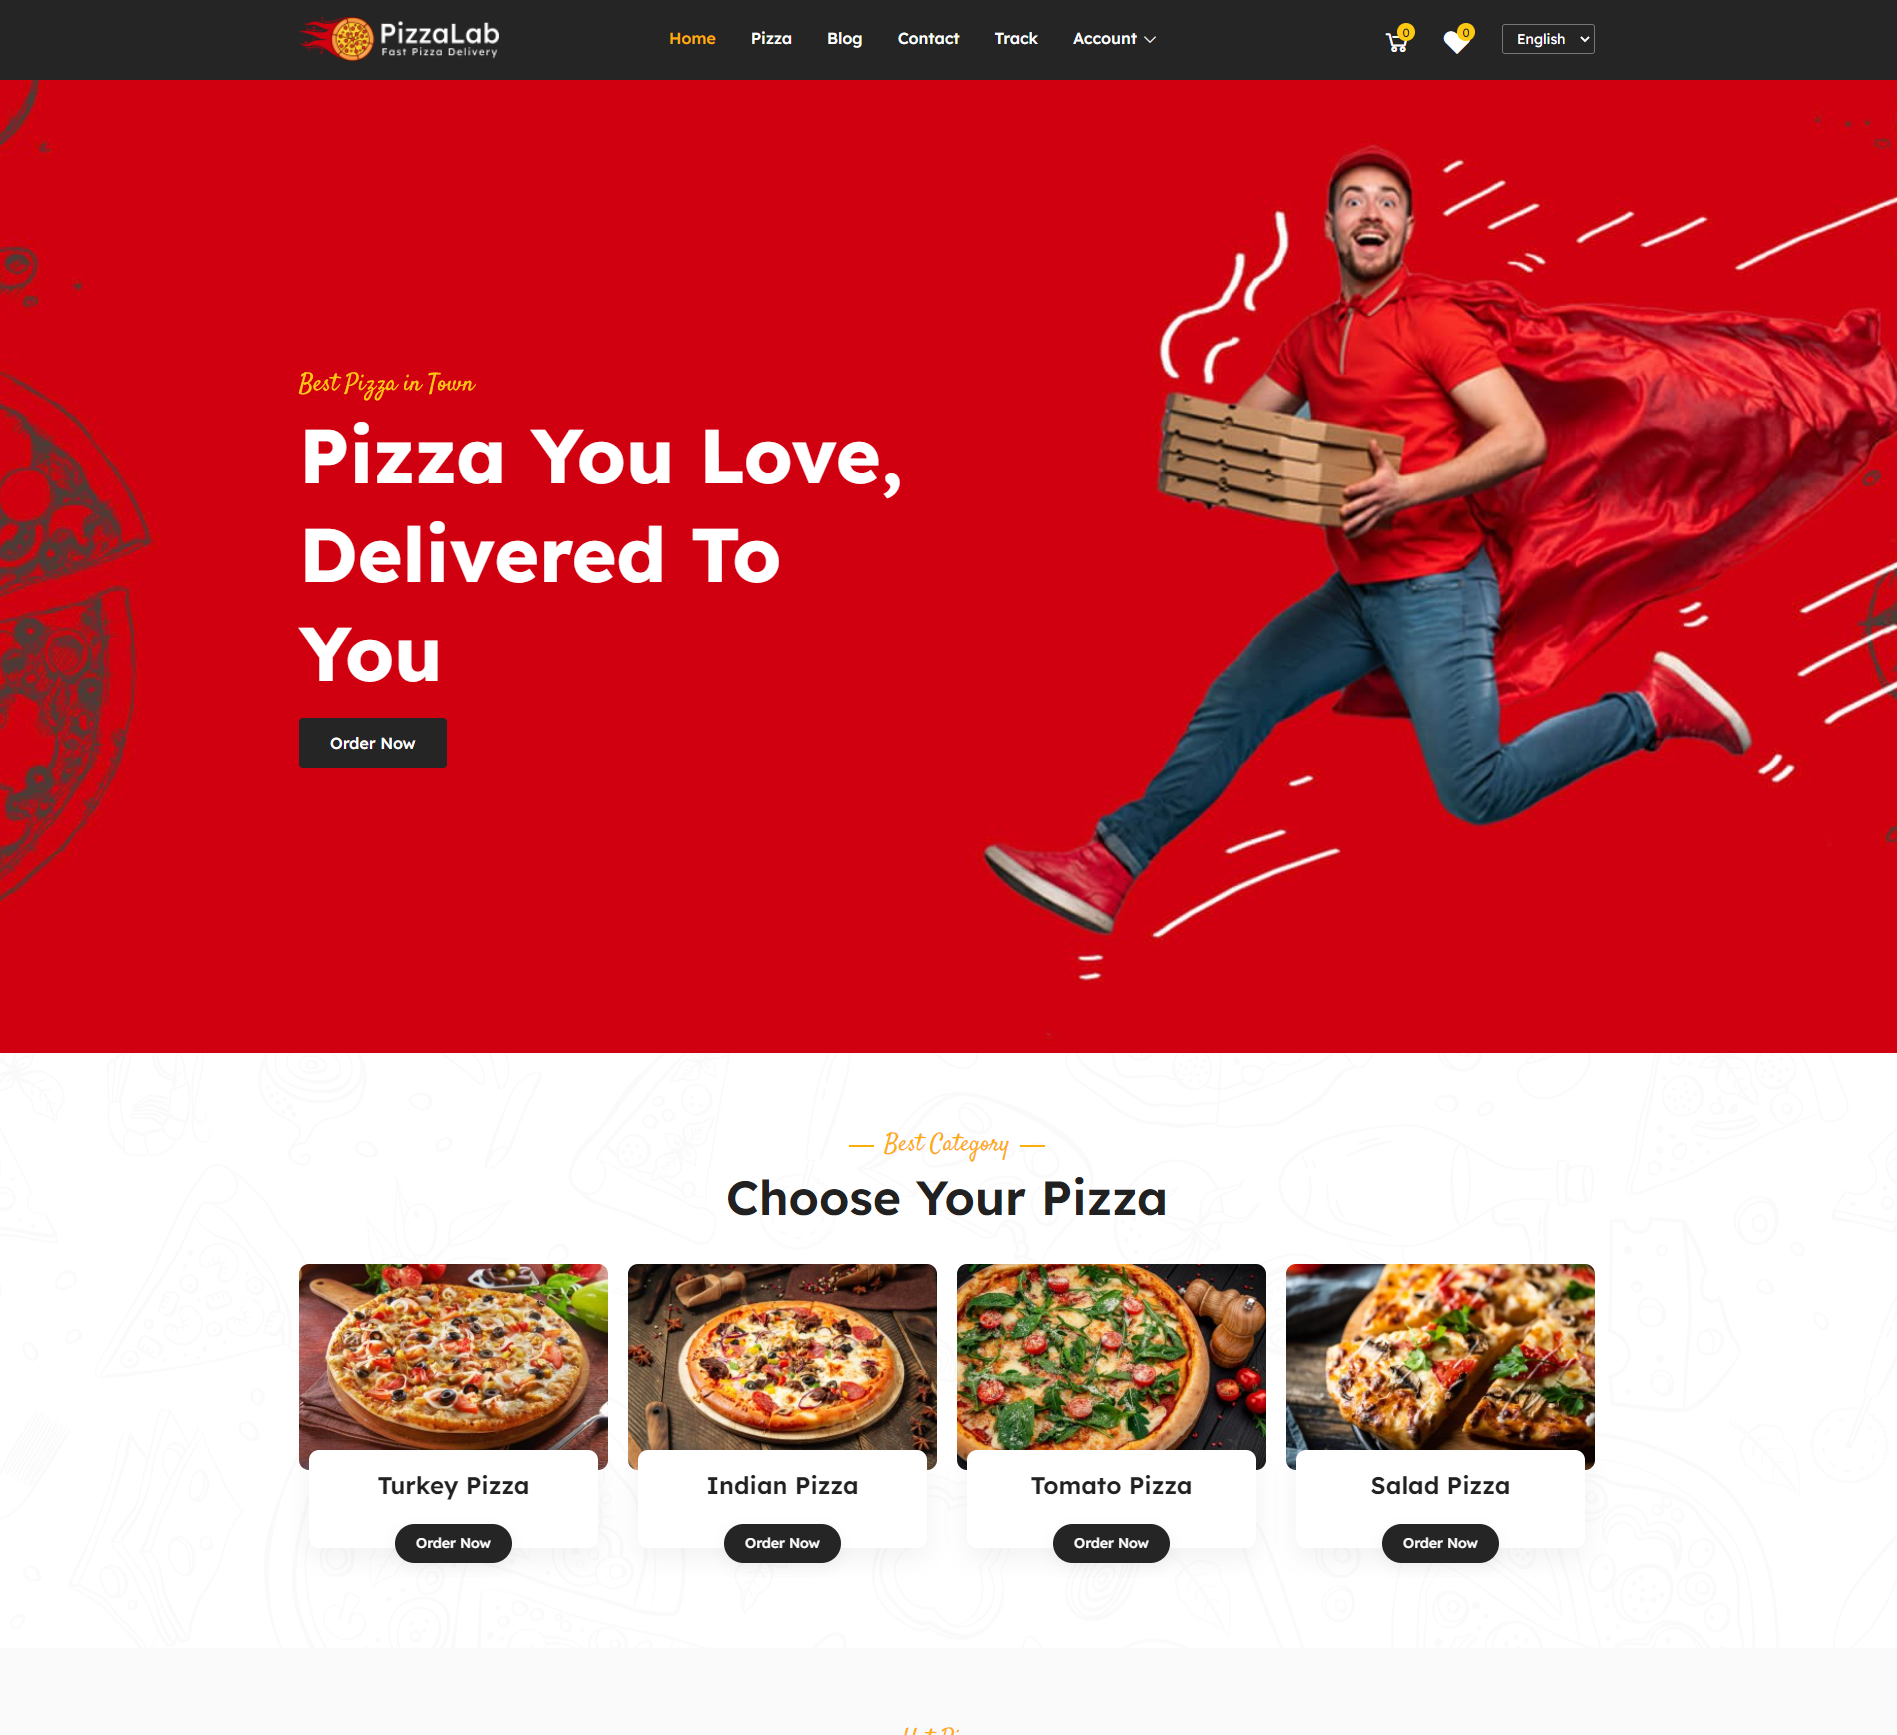 PizzaLab
Fast Pizza Delivery
Home
Pizza
Blog
Contact
Track
Account
0
0
English
Best Pizza in Town
Pizza You Love,
Delivered To
You
Order Now
Best Category
Choose Your Pizza
Turkey Pizza
Order Now
Indian Pizza
Order Now
Tomato Pizza
Order Now
Salad Pizza
Order Now